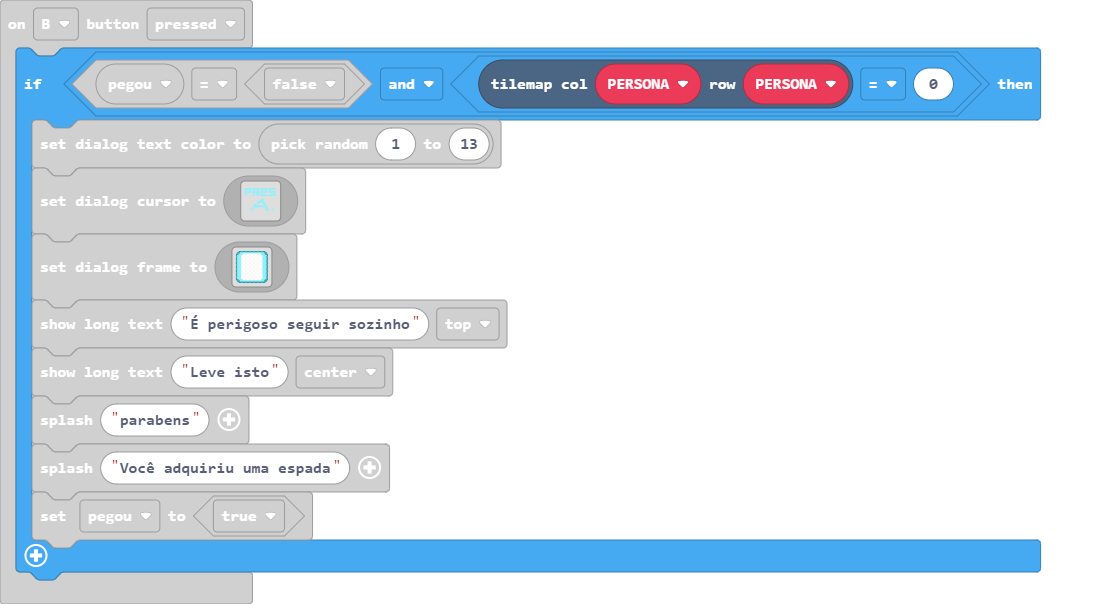 on B button pressed
if pegou = false and tilemap col PERSONA row PERSONA = 0 then
set dialog text color to pick random 1 to 13
set dialog cursor to PRES A
set dialog frame to
show long text "É perigoso seguir sozinho" top
show long text "Leve isto" center
splash "parabens"
splash "Você adquiriu uma espada"
set pegou to true